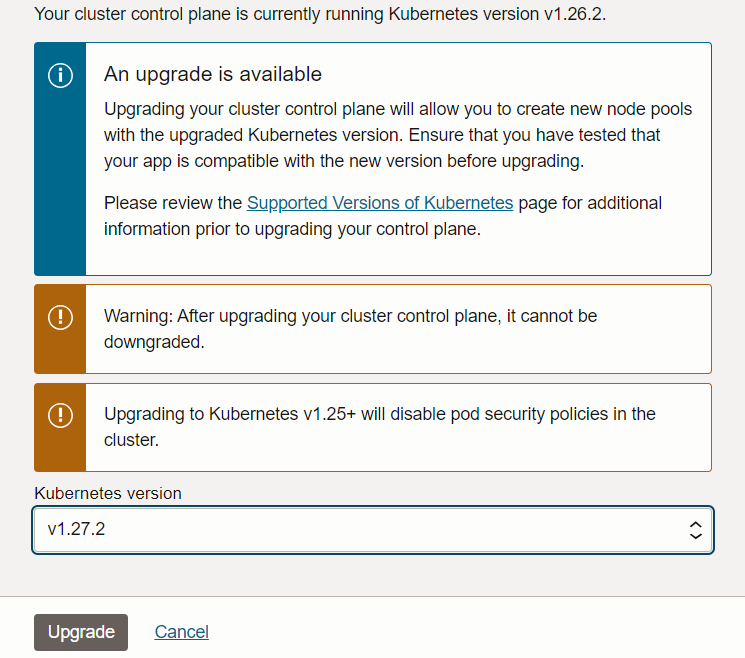 Your cluster control plane is currently running Kubernetes version v1.26.2.
An upgrade is available
Upgrading your cluster control plane will allow you to create new node pools
with the upgraded Kubernetes version. Ensure that you have tested that
your app is compatible with the new version before upgrading.
Please review the Supported Versions of Kubernetes page for additional
information prior to upgrading your control plane.
Warning: After upgrading your cluster control plane, it cannot be
downgraded.
Upgrading to Kubernetes v1.25+ will disable pod security policies in the
cluster.
Kubernetes version
v1.27.2
Upgrade Cancel